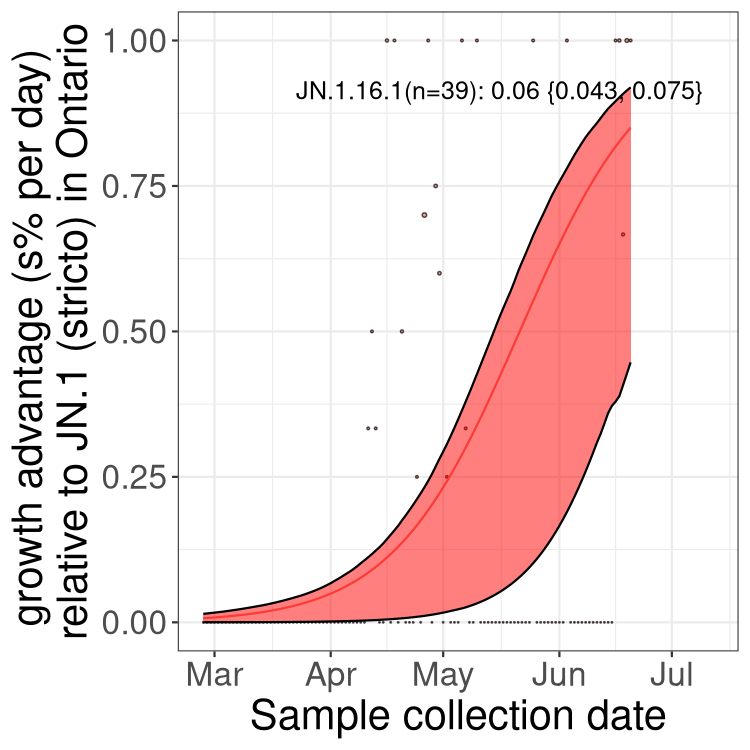 growth advantage (s% per day)
relative to JN.1 (stricto) in Ontario
1.00
0.75
0.50
0.25
0.00
JN.1.16.1(n=39): 0.06 {0.043, 0.075}
Mar Apr May Jun Jul
Sample collection date